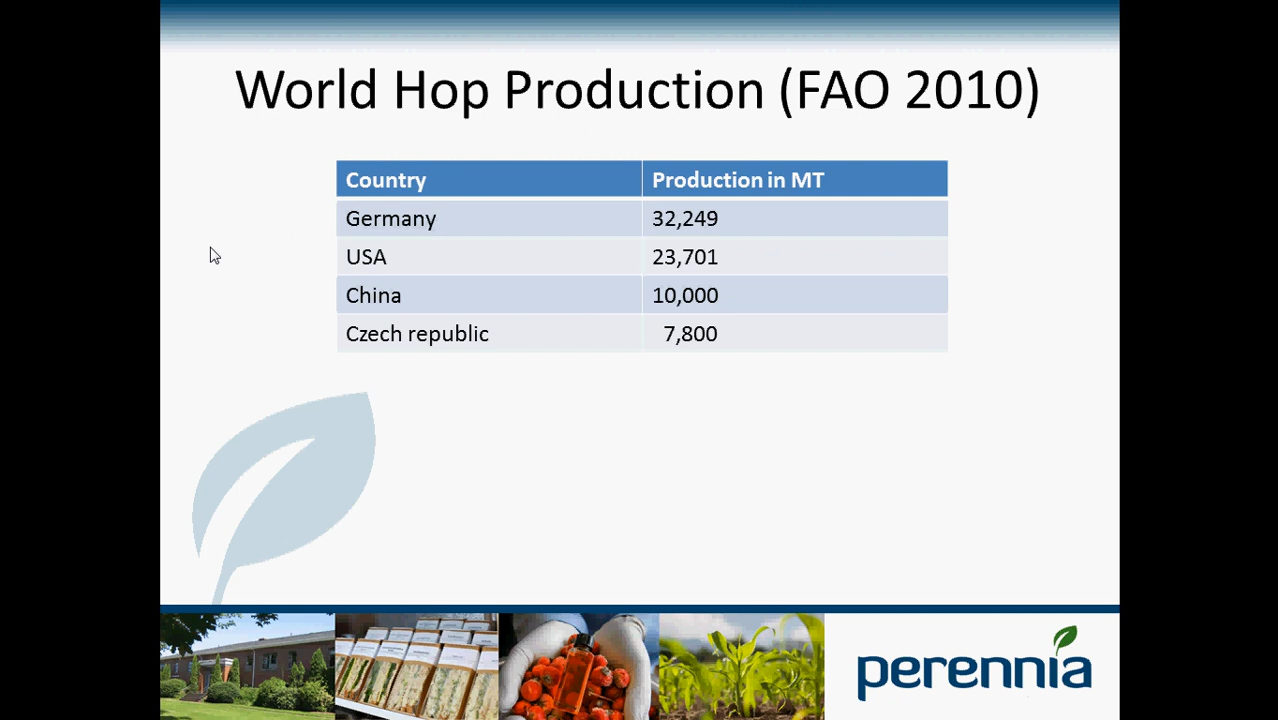 World Hop Production (FAO 2010)
Country Production in MT
Germany 32,249
USA 23,701
China 10,000
Czech republic 7,800
perennia